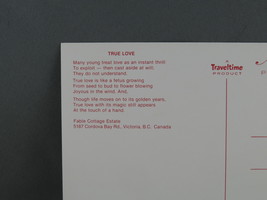 TRUE LOVE
Many young treat love as an instant thrill
To exploit — then cast aside at will;
They do not understand.
True love is like a fetus growing
From seed to bud to flower blowing
Joyous in the wind. And,
Though life moves on to its golden years,
True love with its magic still appears
At the touch of a hand.
Fable Cottage Estate
5187 Cordova Bay Rd., Victoria, B.C. Canada
Traveltime
PRODUCT